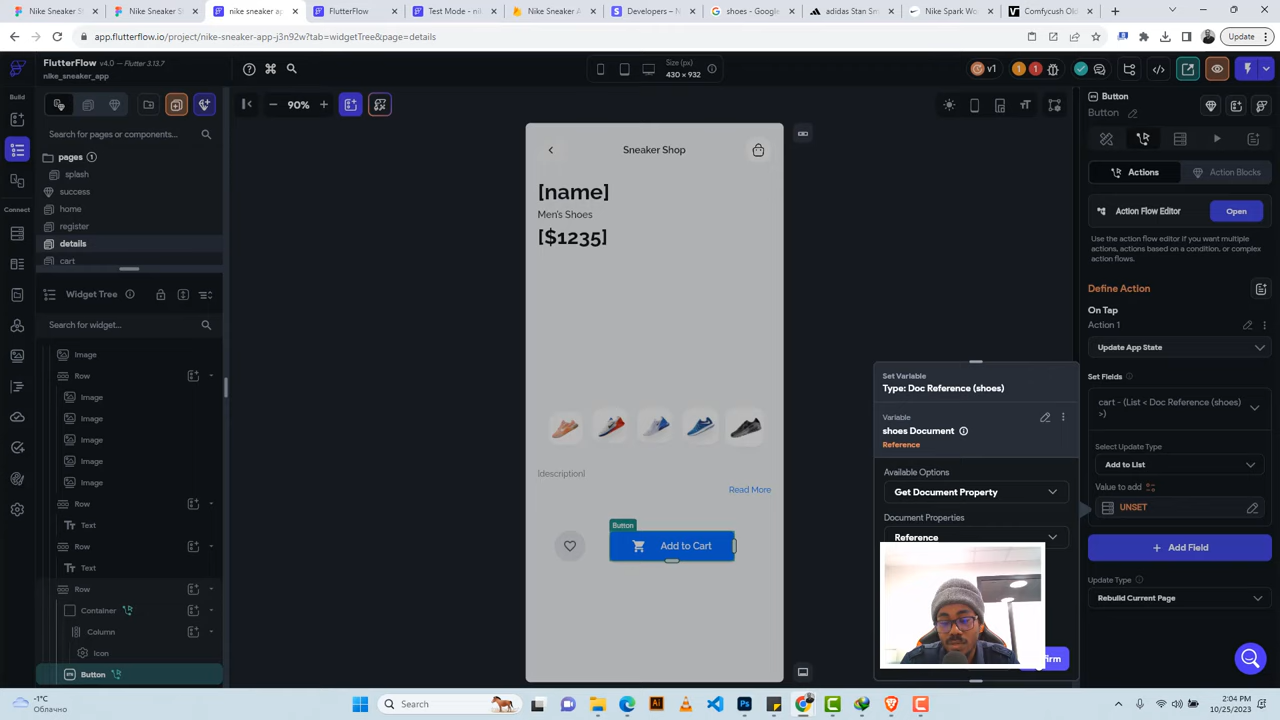 Nike Sneaker Sh
Nike Sneaker Sh
nike sneaker app
FlutterFlow
Test Mode - nike
Nike Sneaker A
Developers – N
shoes - Google
adidas Stan Sm
Nike Spark Wo
Comfycush Old
app.flutterflow.io/project/nike-sneaker-app-j3n92w?tab=widgetTree&page=details
Update
FlutterFlow v4.0 – Flutter 3.13.7
nike_sneaker_app
Size (px)
430 × 932
v1
1
1
Build
90%
Search for pages or components...
pages 1
splash
success
Connect
home
register
details
cart
Widget Tree
Search for widget...
Image
Row
Image
Image
Image
Image
Image
Row
Text
Row
Text
Row
Container
Column
Icon
Button
Sneaker Shop
[name]
Men's Shoes
[$1235]
[description]
Read More
Button
Add to Cart
Set Variable
Type: Doc Reference (shoes)
Variable
shoes Document
Reference
Available Options
Get Document Property
Document Properties
Reference
irm
Button
Button
Actions
Action Blocks
Action Flow Editor
Open
Use the action flow editor if you want multiple
actions, actions based on a condition, or complex
action flows.
Define Action
On Tap
Action 1
Update App State
Set Fields
cart - (List < Doc Reference (shoes)
>)
Select Update Type
Add to List
Value to add
UNSET
Add Field
Update Type
Rebuild Current Page
-1°C
Облачно
Search
2:04 PM
10/25/2023